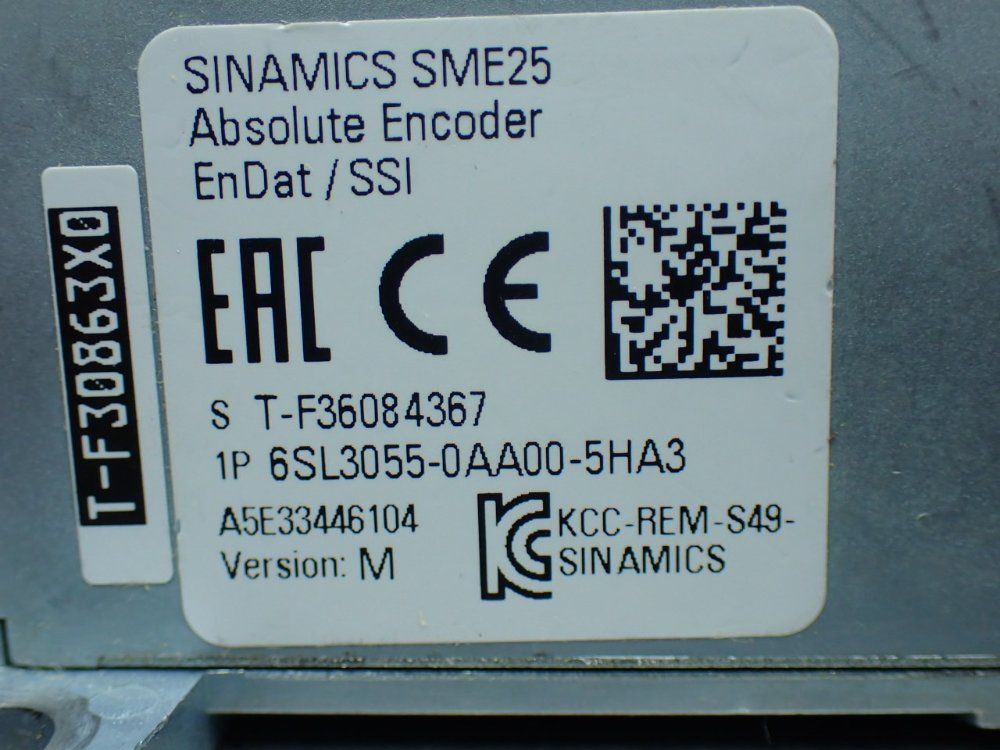 SINAMICS SME25
Absolute Encoder
EnDat / SSI
EAC CE
S T-F36084367
1P 6SL3055-0AA00-5HA3
A5E33446104
Version: M
KCC-REM-S49-
SINAMICS
T-F30863X0